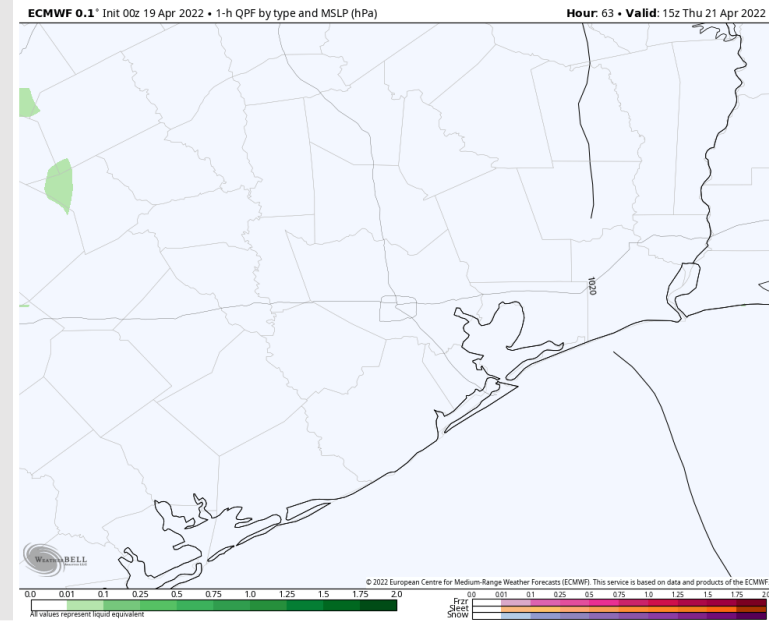 ECMWF 0.1° Init 00z 19 Apr 2022 • 1-h QPF by type and MSLP (hPa) Hour: 63 • Valid: 15z Thu 21 Apr 2022
1020
WEATHERBELL
© 2022 European Centre for Medium-Range Weather Forecasts (ECMWF). This service is based on data and products of the ECMWF.
0.0 0.01 0.1 0.25 0.5 0.75 1.0 1.25 1.5 1.75 2.0
All values represent liquid equivalent
0.0 0.01 0.1 0.25 0.5 0.75 1.0 1.25 1.5 1.75 2.0
Frzr
Sleet
Snow